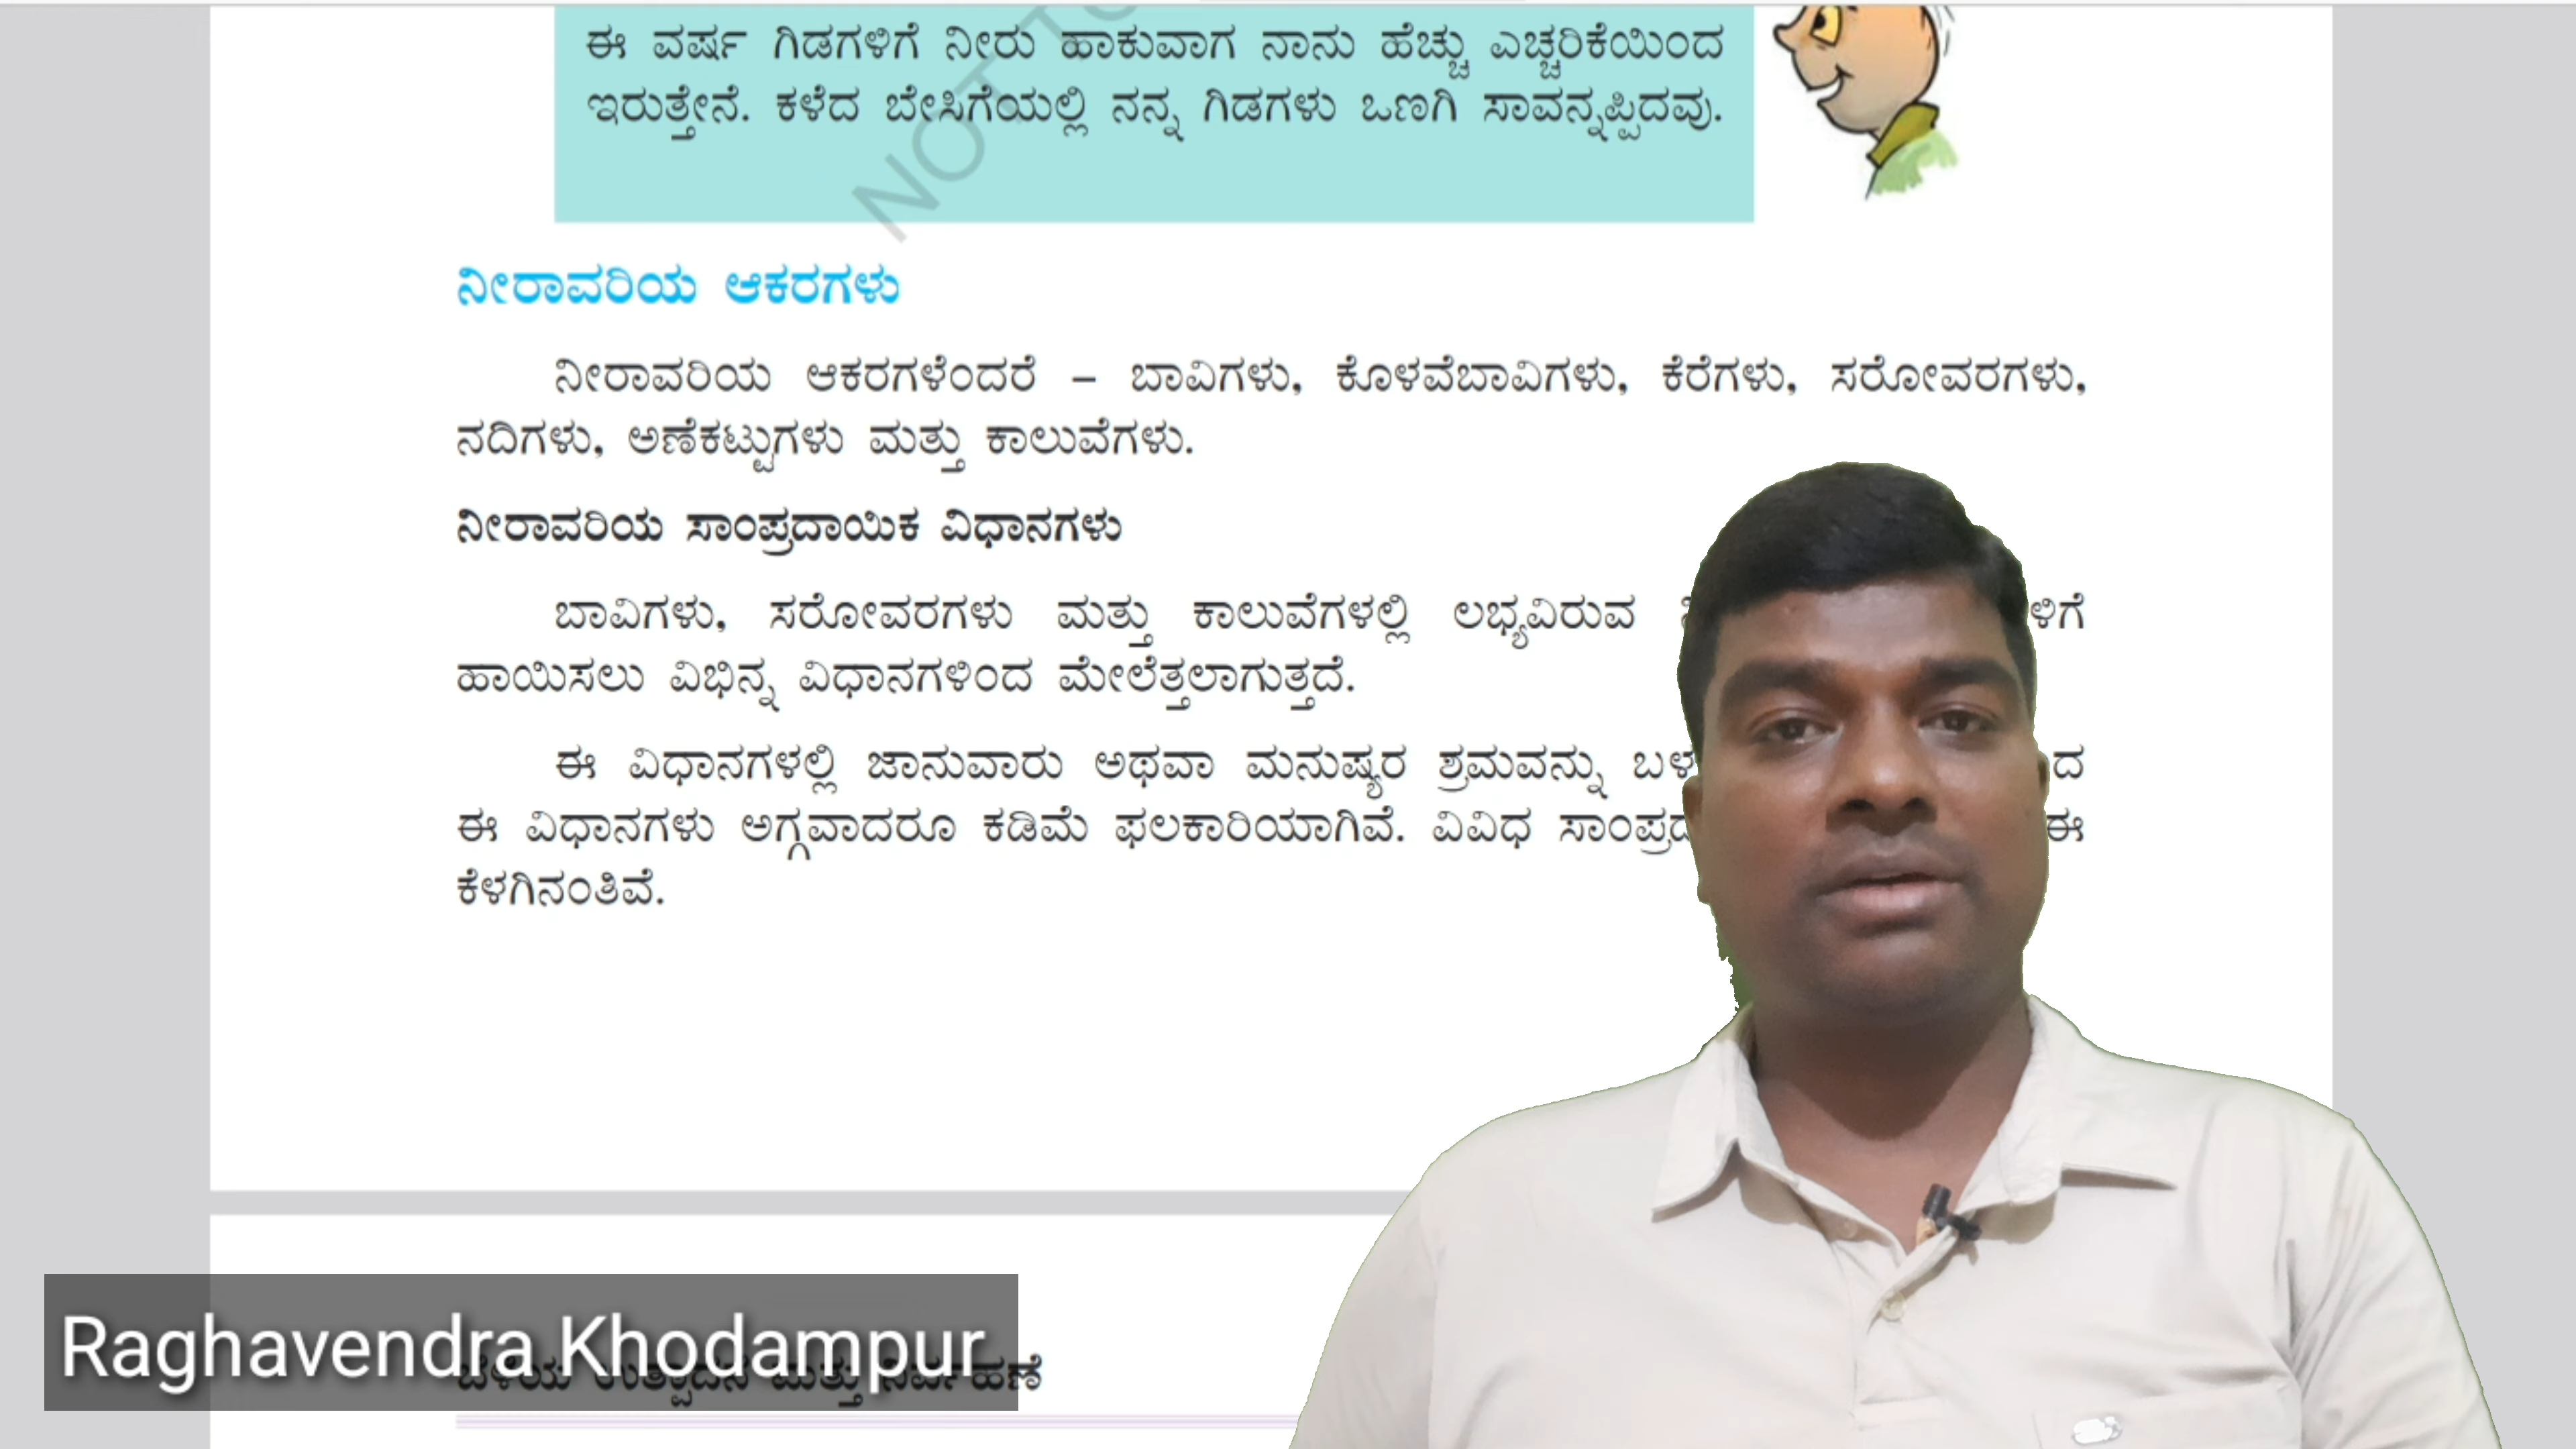 ಈ ವರ್ಷ ಗಿಡಗಳಿಗೆ ನೀರು ಹಾಕುವಾಗ ನಾನು ಹೆಚ್ಚು ಎಚ್ಚರಿಕೆಯಿಂದ
ಇರುತ್ತೇನೆ. ಕಳೆದ ಬೇಸಿಗೆಯಲ್ಲಿ ನನ್ನ ಗಿಡಗಳು ಒಣಗಿ ಸಾವನ್ನಪ್ಪಿದವು.
NOT
ನೀರಾವರಿಯ ಆಕರಗಳು
ನೀರಾವರಿಯ ಆಕರಗಳೆಂದರೆ – ಬಾವಿಗಳು, ಕೊಳವೆಬಾವಿಗಳು, ಕೆರೆಗಳು, ಸರೋವರಗಳು,
ನದಿಗಳು, ಅಣೆಕಟ್ಟುಗಳು ಮತ್ತು ಕಾಲುವೆಗಳು.
ನೀರಾವರಿಯ ಸಾಂಪ್ರದಾಯಿಕ ವಿಧಾನಗಳು
ಬಾವಿಗಳು, ಸರೋವರಗಳು ಮತ್ತು ಕಾಲುವೆಗಳಲ್ಲಿ ಲಭ್ಯವಿರುವ
ಹಾಯಿಸಲು ವಿಭಿನ್ನ ವಿಧಾನಗಳಿಂದ ಮೇಲೆತ್ತಲಾಗುತ್ತದೆ.
ಈ ವಿಧಾನಗಳಲ್ಲಿ ಜಾನುವಾರು ಅಥವಾ ಮನುಷ್ಯರ ಶ್ರಮವನ್ನು
ಈ ವಿಧಾನಗಳು ಅಗ್ಗವಾದರೂ ಕಡಿಮೆ ಫಲಕಾರಿಯಾಗಿವೆ. ವಿವಿಧ ಈ
ಕೆಳಗಿನಂತಿವೆ.
Raghavendra Khodampur